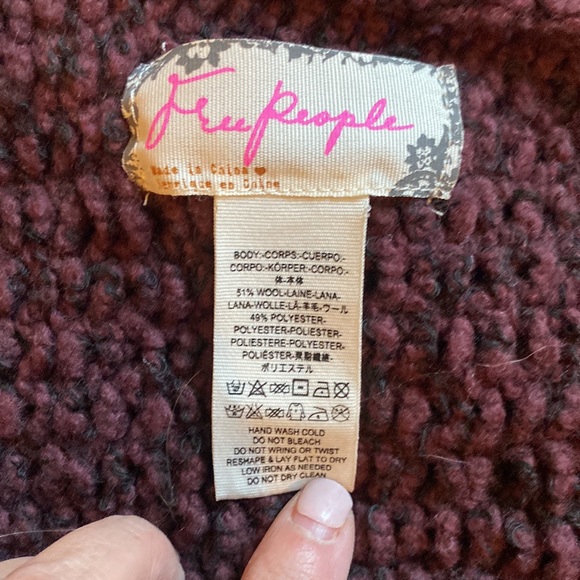 Free People
Made in China ♥
Fabrique en Chine
BODY:-CORPS:-CUERPO:-
CORPO:-KÖRPER:-CORPO:-
体:-本体:
51% WOOL-LAINE-LANA-
LANA-WOLLE-LÃ-羊毛-ウール
49% POLYESTER-
POLYESTER-POLIESTER-
POLIESTERE-POLYESTER-
POLIÉSTER-聚酯纖維-
ポリエステル
HAND WASH COLD
DO NOT BLEACH
DO NOT WRING OR TWIST
RESHAPE & LAY FLAT TO DRY
LOW IRON AS NEEDED
DO NOT DRY CLEAN